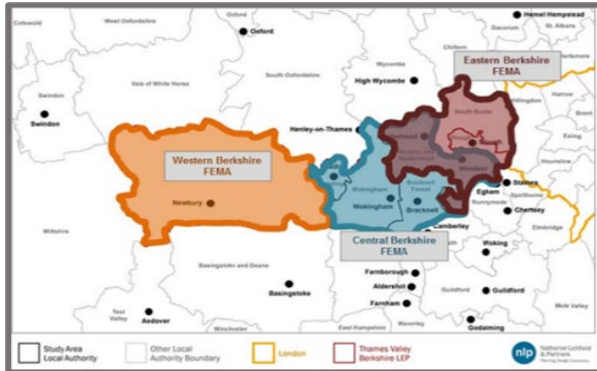 Hemel Hempstead
Cotswold
West Oxfordshire
Dacorum
St. Albans
Oxford
Chiltern
Eastern Berkshire
FEMA
Vale of White Horse
South Oxfordshire
Wycombe
High Wycombe
Swindon
Hillingdon
Harrow
Brent
South Bucks
Swindon
Ealing
Henley-on-Thames
Western Berkshire
FEMA
Hounslow
Windsor
Staines
Egham
Spelthorne
Newbury
Wokingham
Wokingham
Bracknell
Forest
Bracknell
Runnymede
Chertsey
Elmbridge
Wiltshire
Central Berkshire
FEMA
Camberley
Woking
Basingstoke and Deane
Farnborough
Basingstoke
Aldershot
Guildford
Guildford
Test
Valley
Farnham
Mole Valley
Andover
Winchester
East Hampshire
Waverley
Godalming
Study Area
Local Authority
Other Local
Authority Boundary
London
Thames Valley
Berkshire LEP
nlp
Nathaniel Lichfield
& Partners
Planning. Design. Economics.